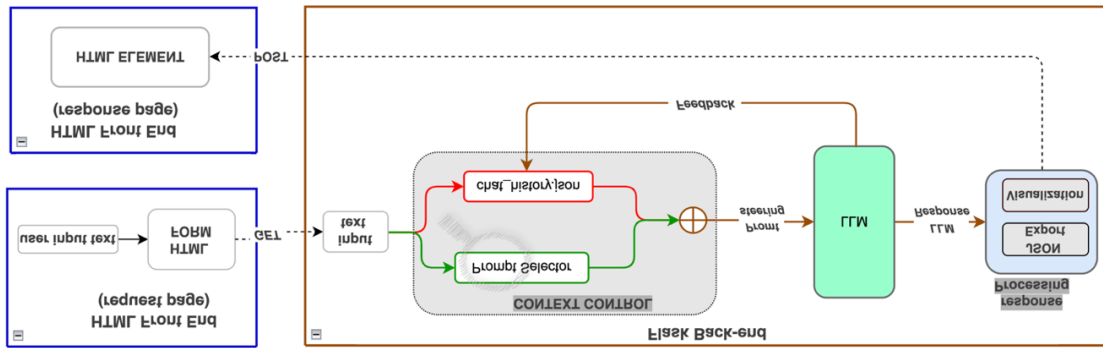 Flask Back-end
HTML Front End
(request page)
user input text
HTML
FORM
GET
input
text
CONTEXT CONTROL
Prompt Selector
chat_history.json
Promt
steering
LLM
LLM
Response
response
Processing
JSON
Export
Visualization
Feedback
HTML Front End
(response page)
HTML ELEMENT
POST